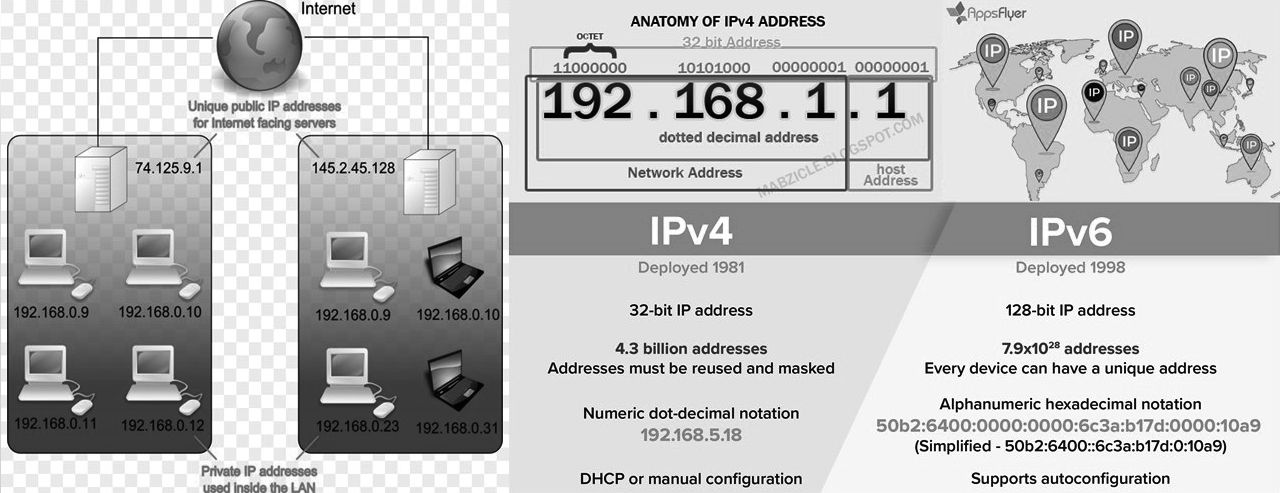 Internet
Unique public IP addresses
for Internet facing servers
74.125.9.1
145.2.45.128
192.168.0.9
192.168.0.10
192.168.0.9
192.168.0.10
192.168.0.11
192.168.0.12
192.168.0.23
192.168.0.31
Private IP addresses
used inside the LAN
ANATOMY OF IPv4 ADDRESS
OCTET
32 bit Address
11000000 10101000 00000001 00000001
192 . 168 . 1 . 1
dotted decimal address
Network Address
host
Address
MABZICLE.BLOGSPOT.COM
AppsFlyer
IP
IP
IP
IP
IP
IP
IP
IP
IP
IPv4
Deployed 1981
32-bit IP address
4.3 billion addresses
Addresses must be reused and masked
Numeric dot-decimal notation
192.168.5.18
DHCP or manual configuration
IPv6
Deployed 1998
128-bit IP address
7.9x10²⁸ addresses
Every device can have a unique address
Alphanumeric hexadecimal notation
50b2:6400:0000:0000:6c3a:b17d:0000:10a9
(Simplified - 50b2:6400::6c3a:b17d:0:10a9)
Supports autoconfiguration